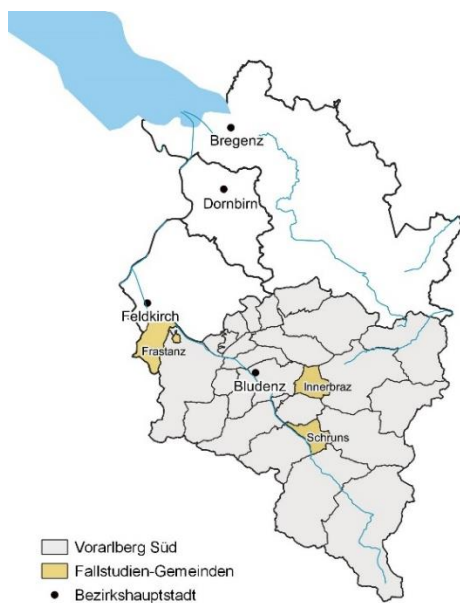 Bregenz
Dornbirn
Feldkirch
Frastanz
Bludenz
Innerbraz
Schruns
Vorarlberg Süd
Fallstudien-Gemeinden
Bezirkshauptstadt